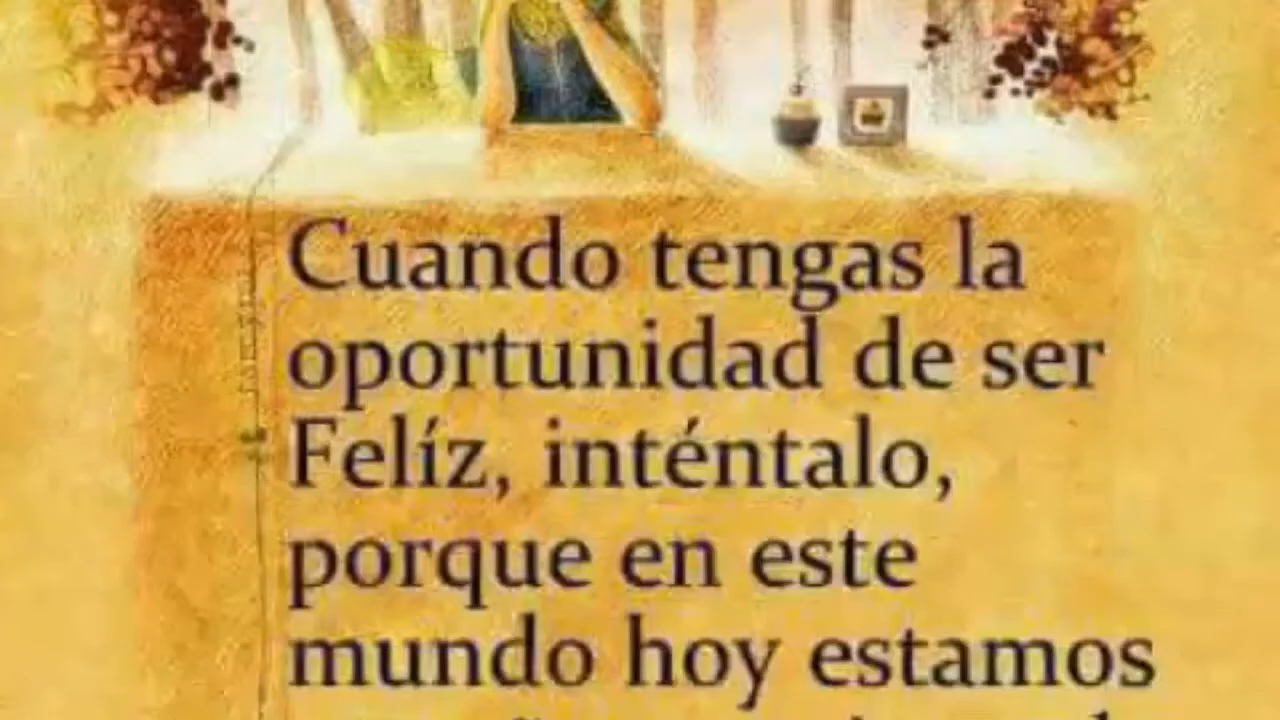 Cuando tengas la
oportunidad de ser
Felíz, inténtalo,
porque en este
mundo hoy estamos